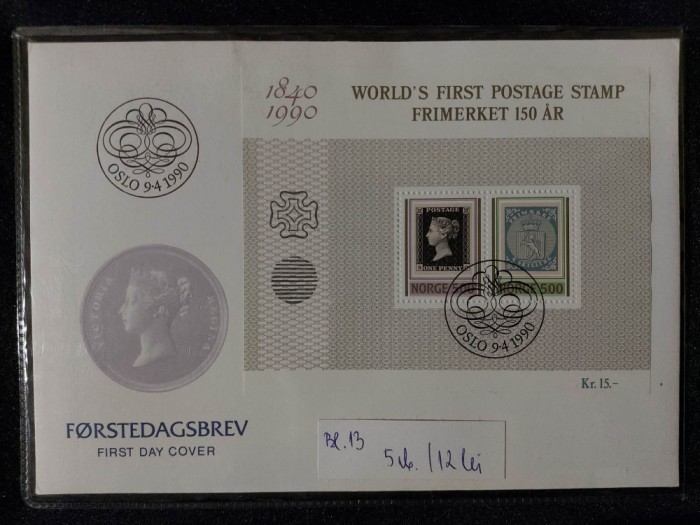 1840
1990
WORLD'S FIRST POSTAGE STAMP
FRIMERKET 150 ÅR
OSLO 9·4 1990
VICTORIA REGINA
POSTAGE
ONE PENNY
NORGE 5.00
NORGE 5.00
OSLO 9·4 1990
Kr. 15.-
FØRSTEDAGSBREV
FIRST DAY COVER
Bl. 13
/12 lei